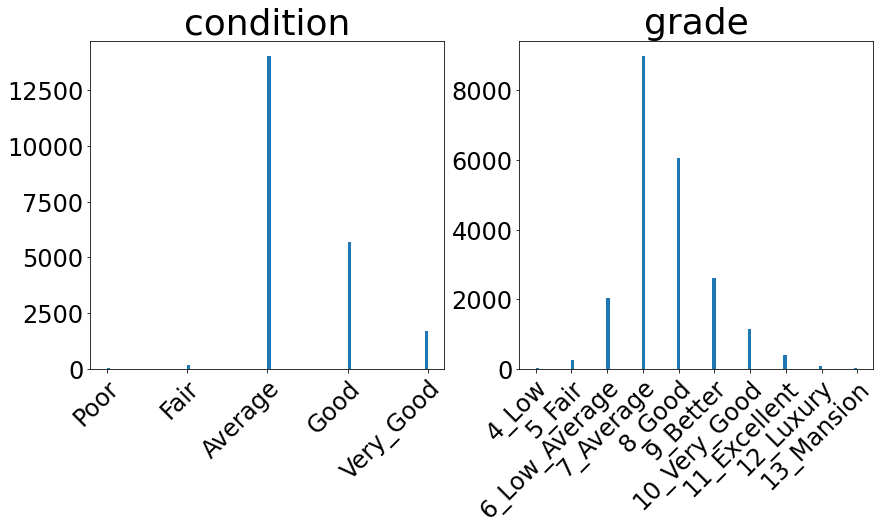 condition
12500
10000
7500
5000
2500
0
Poor
Fair
Average
Good
Very_Good
grade
8000
6000
4000
2000
0
4_Low
5_Fair
6_Low_Average
7_Average
8_Good
9_Better
10_Very_Good
11_Excellent
12_Luxury
13_Mansion